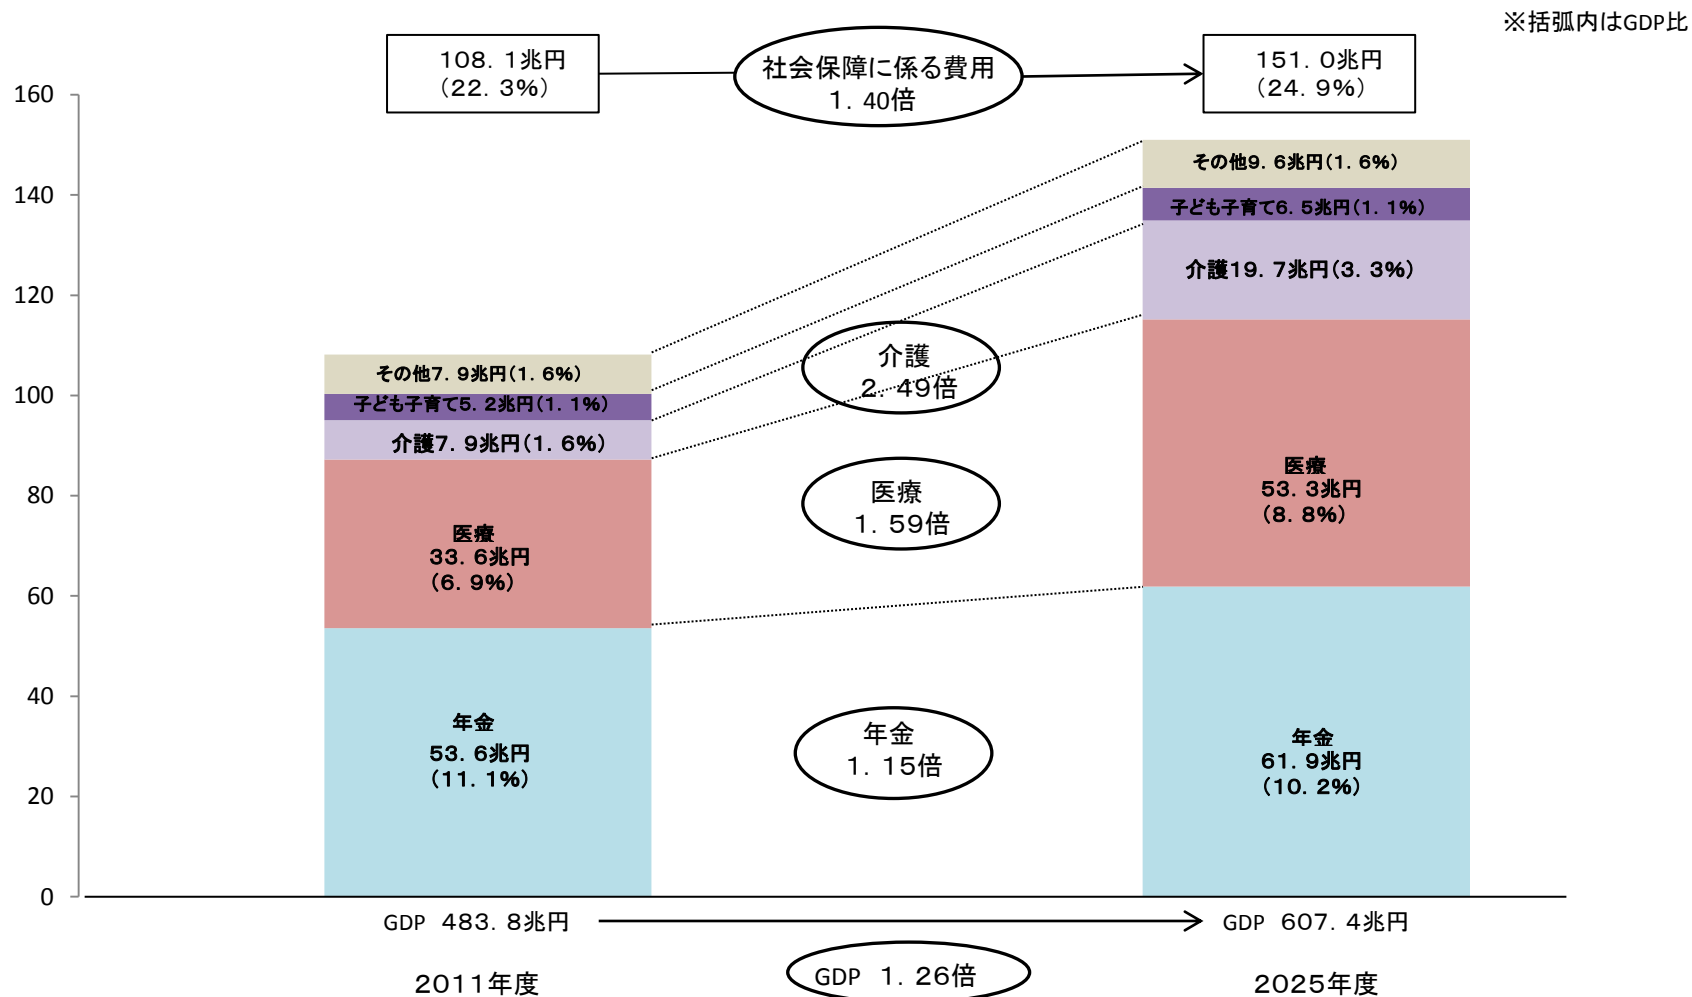 ※括弧内はGDP比
108．1兆円
（22．3%）
社会保障に係る費用
1．40倍
151．0兆円
（24．9%）
160
140
120
100
80
60
40
20
0
その他7．9兆円（1．6%）
子ども子育て5．2兆円（1．1%）
介護7．9兆円（1．6%）
医療
33．6兆円
（6．9%）
年金
53．6兆円
（11．1%）
介護
2．49倍
医療
1．59倍
年金
1．15倍
その他9．6兆円（1．6%）
子ども子育て6．5兆円（1．1%）
介護19．7兆円（3．3%）
医療
53．3兆円
（8．8%）
年金
61．9兆円
（10．2%）
GDP　483．8兆円
GDP　607．4兆円
2011年度
GDP　1．26倍
2025年度